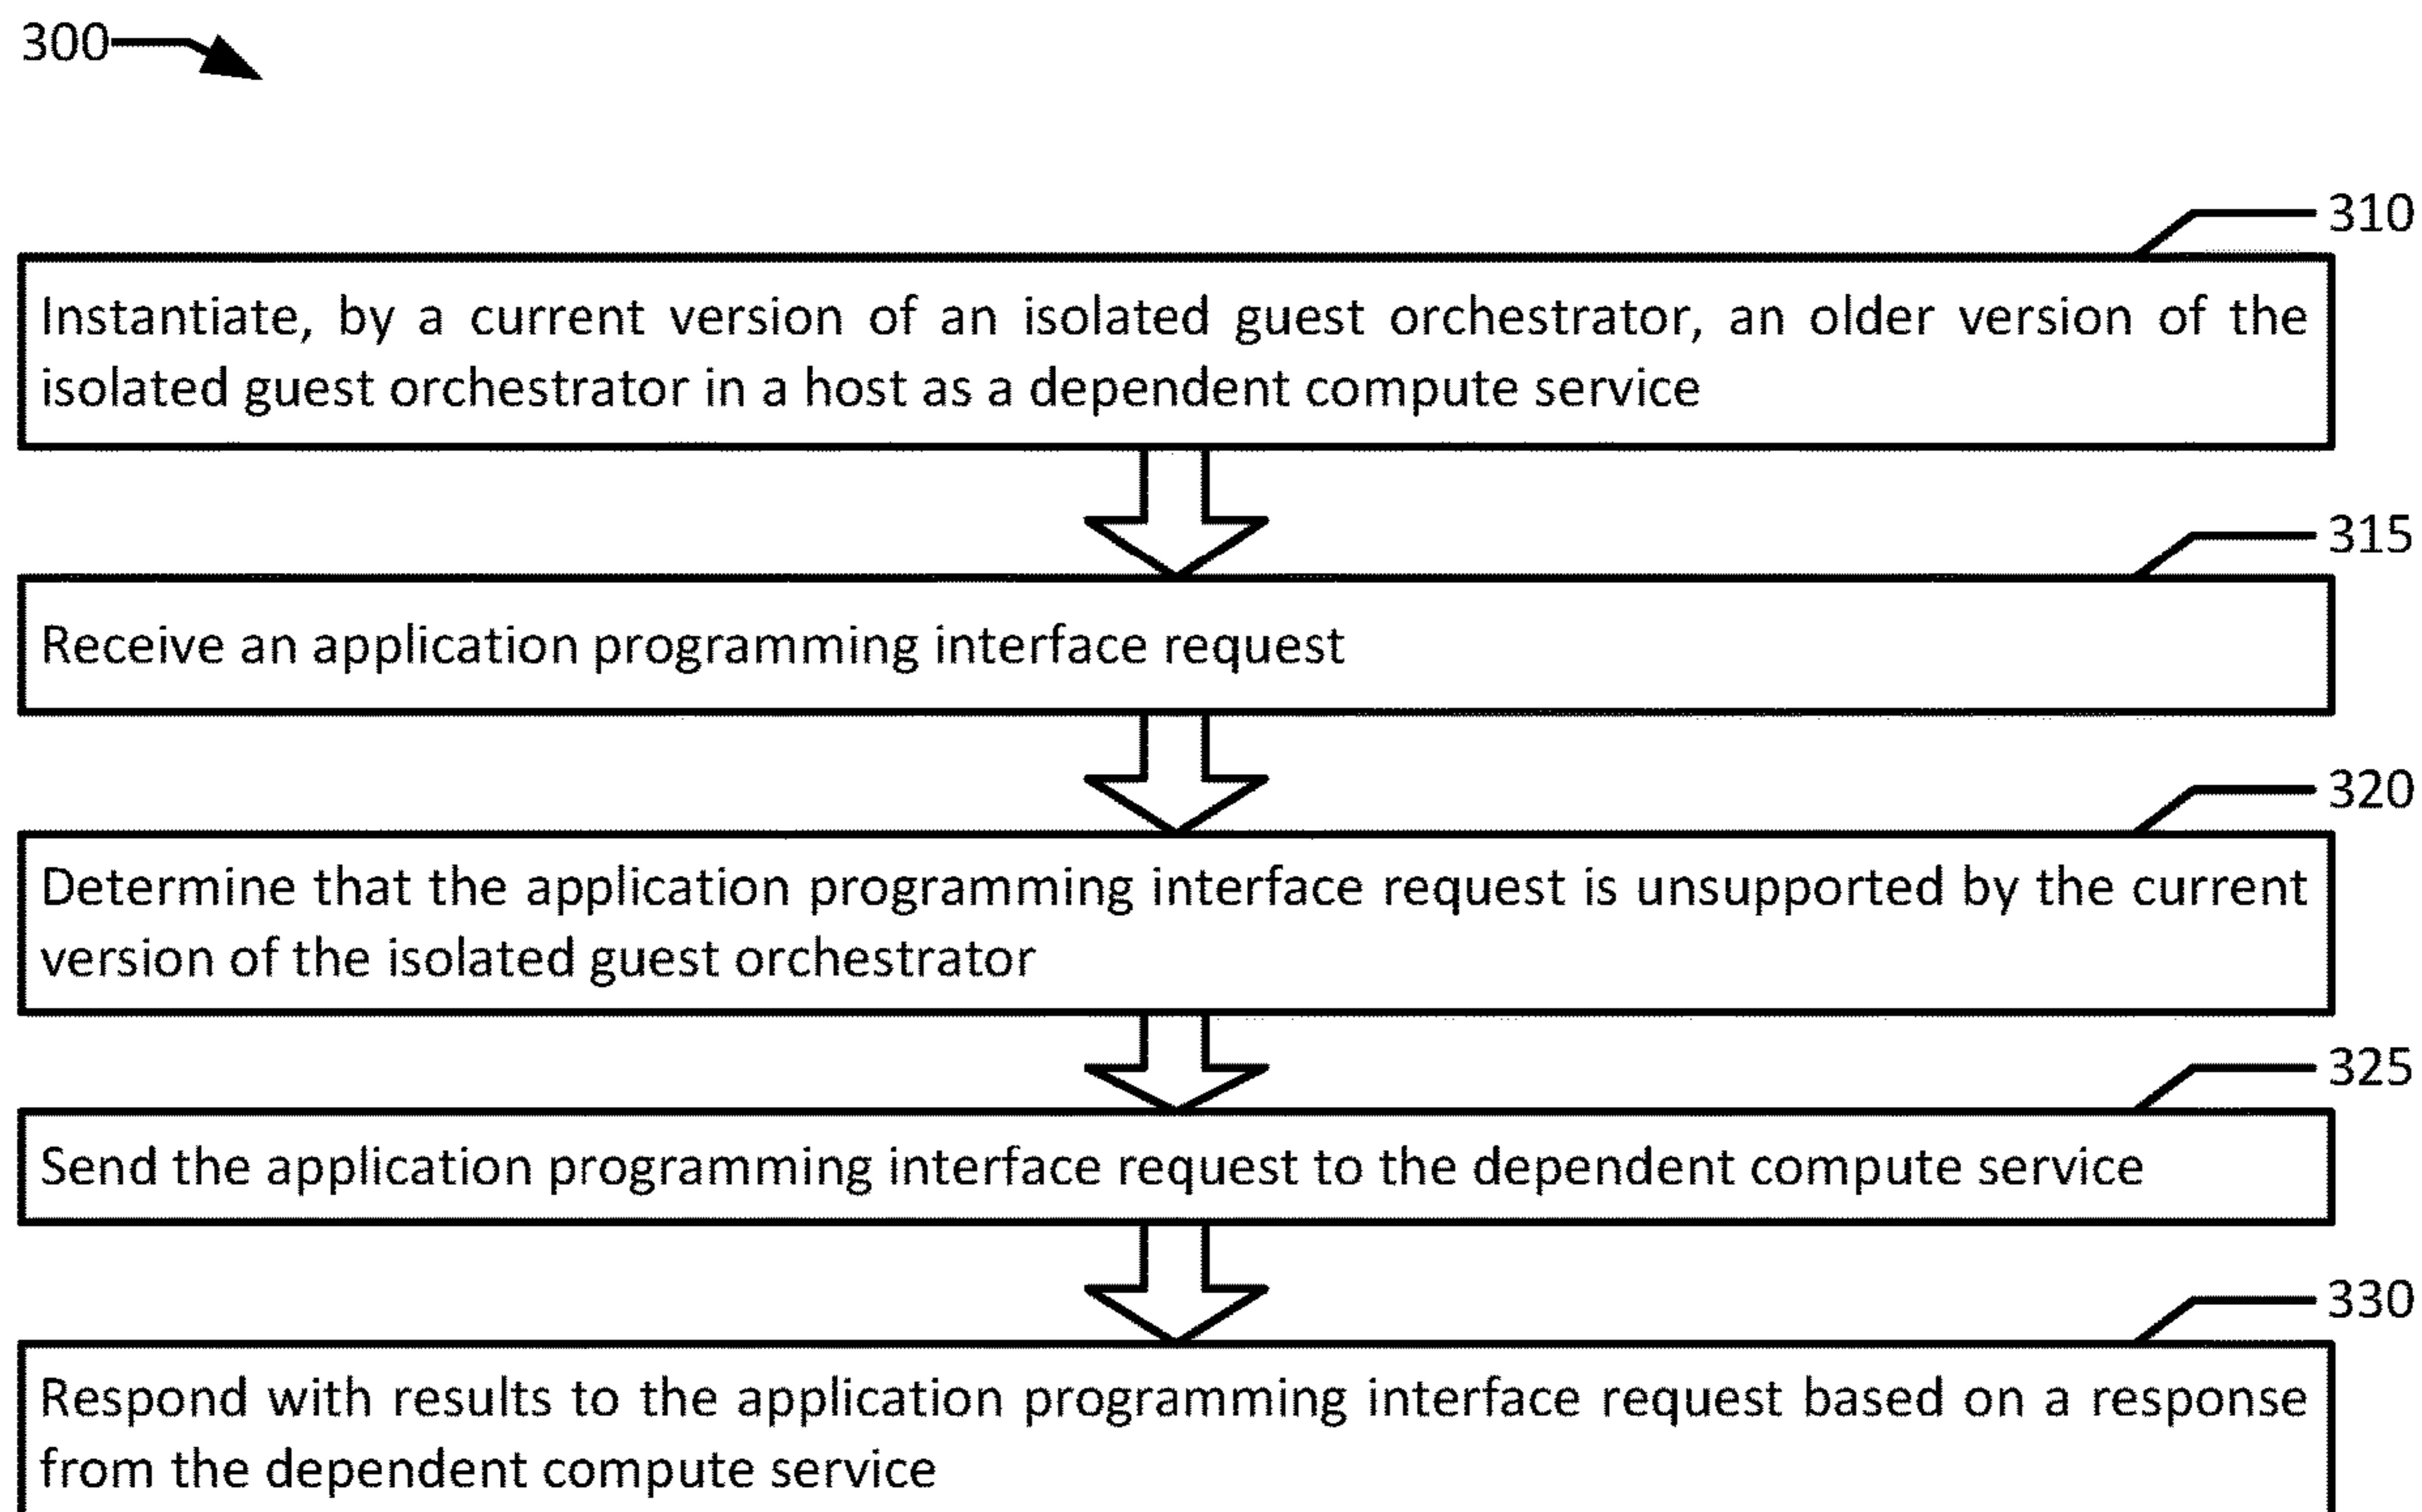 300
310
Instantiate, by a current version of an isolated guest orchestrator, an older version of the
isolated guest orchestrator in a host as a dependent compute service
315
Receive an application programming interface request
320
Determine that the application programming interface request is unsupported by the current
version of the isolated guest orchestrator
325
Send the application programming interface request to the dependent compute service
330
Respond with results to the application programming interface request based on a response
from the dependent compute service